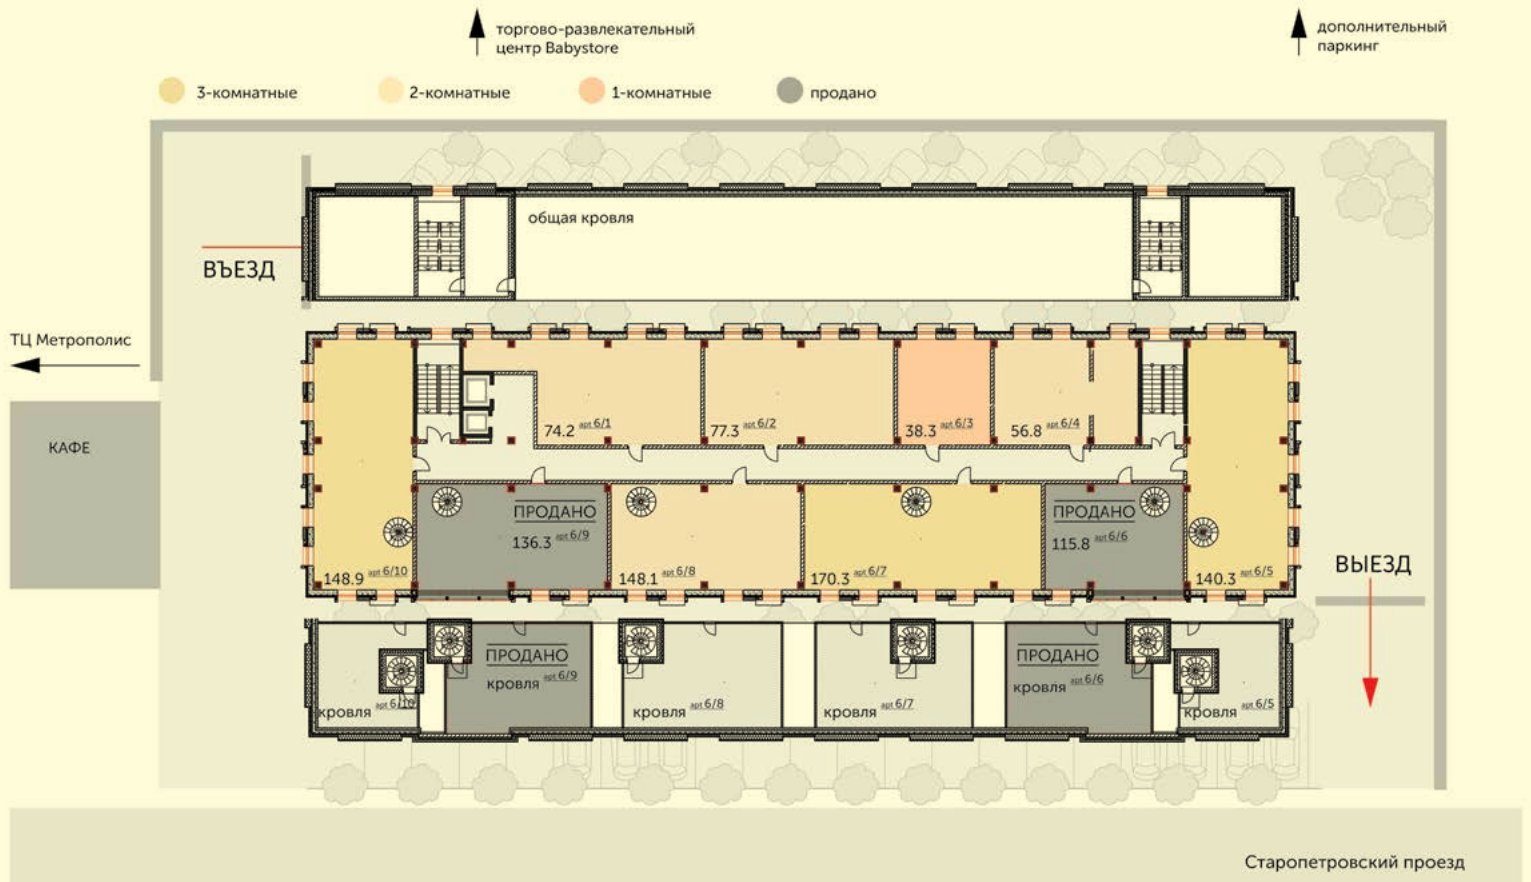 торгово-развлекательный
центр Babystore
дополнительный
паркинг
3-комнатные
2-комнатные
1-комнатные
продано
общая кровля
ВЪЕЗД
ТЦ Метрополис
КАФЕ
74.2 apt 6/1
77.3 apt 6/2
38.3 apt 6/3
56.8 apt 6/4
ПРОДАНО
136.3 apt 6/9
ПРОДАНО
115.8 apt 6/6
148.9 apt 6/10
148.1 apt 6/8
170.3 apt 6/7
140.3 apt 6/5
ВЫЕЗД
ПРОДАНО
кровля apt 6/9
ПРОДАНО
кровля apt 6/6
кровля apt 6/10
кровля apt 6/8
кровля apt 6/7
кровля apt 6/5
Старопетровский проезд